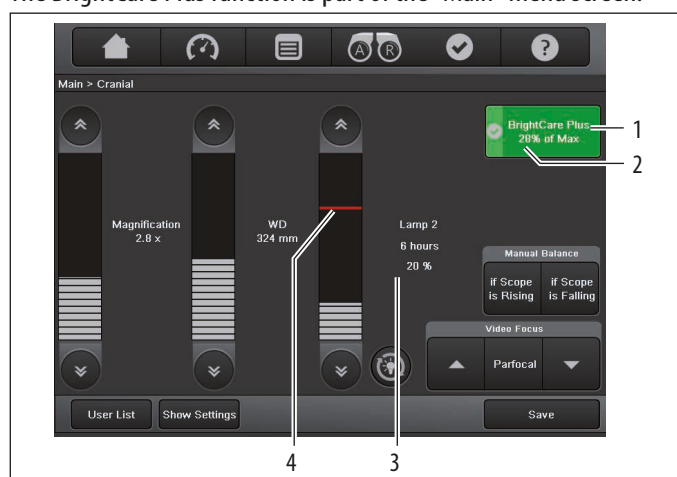 The BrightCare Plus function is part of the "Main" menu screen.
A R ?
Main > Cranial
BrightCare Plus
28% of Max
1
2
Magnification
2.8 x
WD
324 mm
Lamp 2
6 hours
20 %
Manual Balance
if Scope
is Rising
if Scope
is Falling
Video Focus
Parfocal
User List
Show Settings
Save
4
3